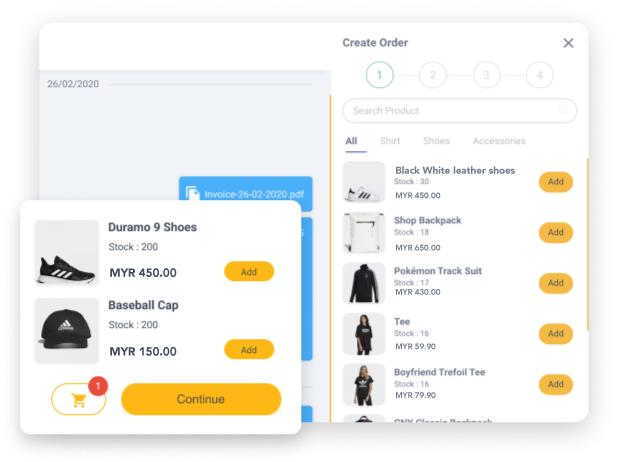 Create Order
1
2
3
4
26/02/2020
Search Product
All
Shirt
Shoes
Accessories
Black White leather shoes
Stock : 30
MYR 450.00
Add
Invoice-26-02-2020.pdf
Shop Backpack
Stock : 18
MYR 650.00
Add
Pokémon Track Suit
Stock : 17
MYR 430.00
Add
Tee
Stock : 16
MYR 59.90
Add
Boyfriend Trefoil Tee
Stock : 16
MYR 79.90
Add
5
Duramo 9 Shoes
Stock : 200
MYR 450.00
Add
Baseball Cap
Stock : 200
MYR 150.00
Add
adidas
1
Continue